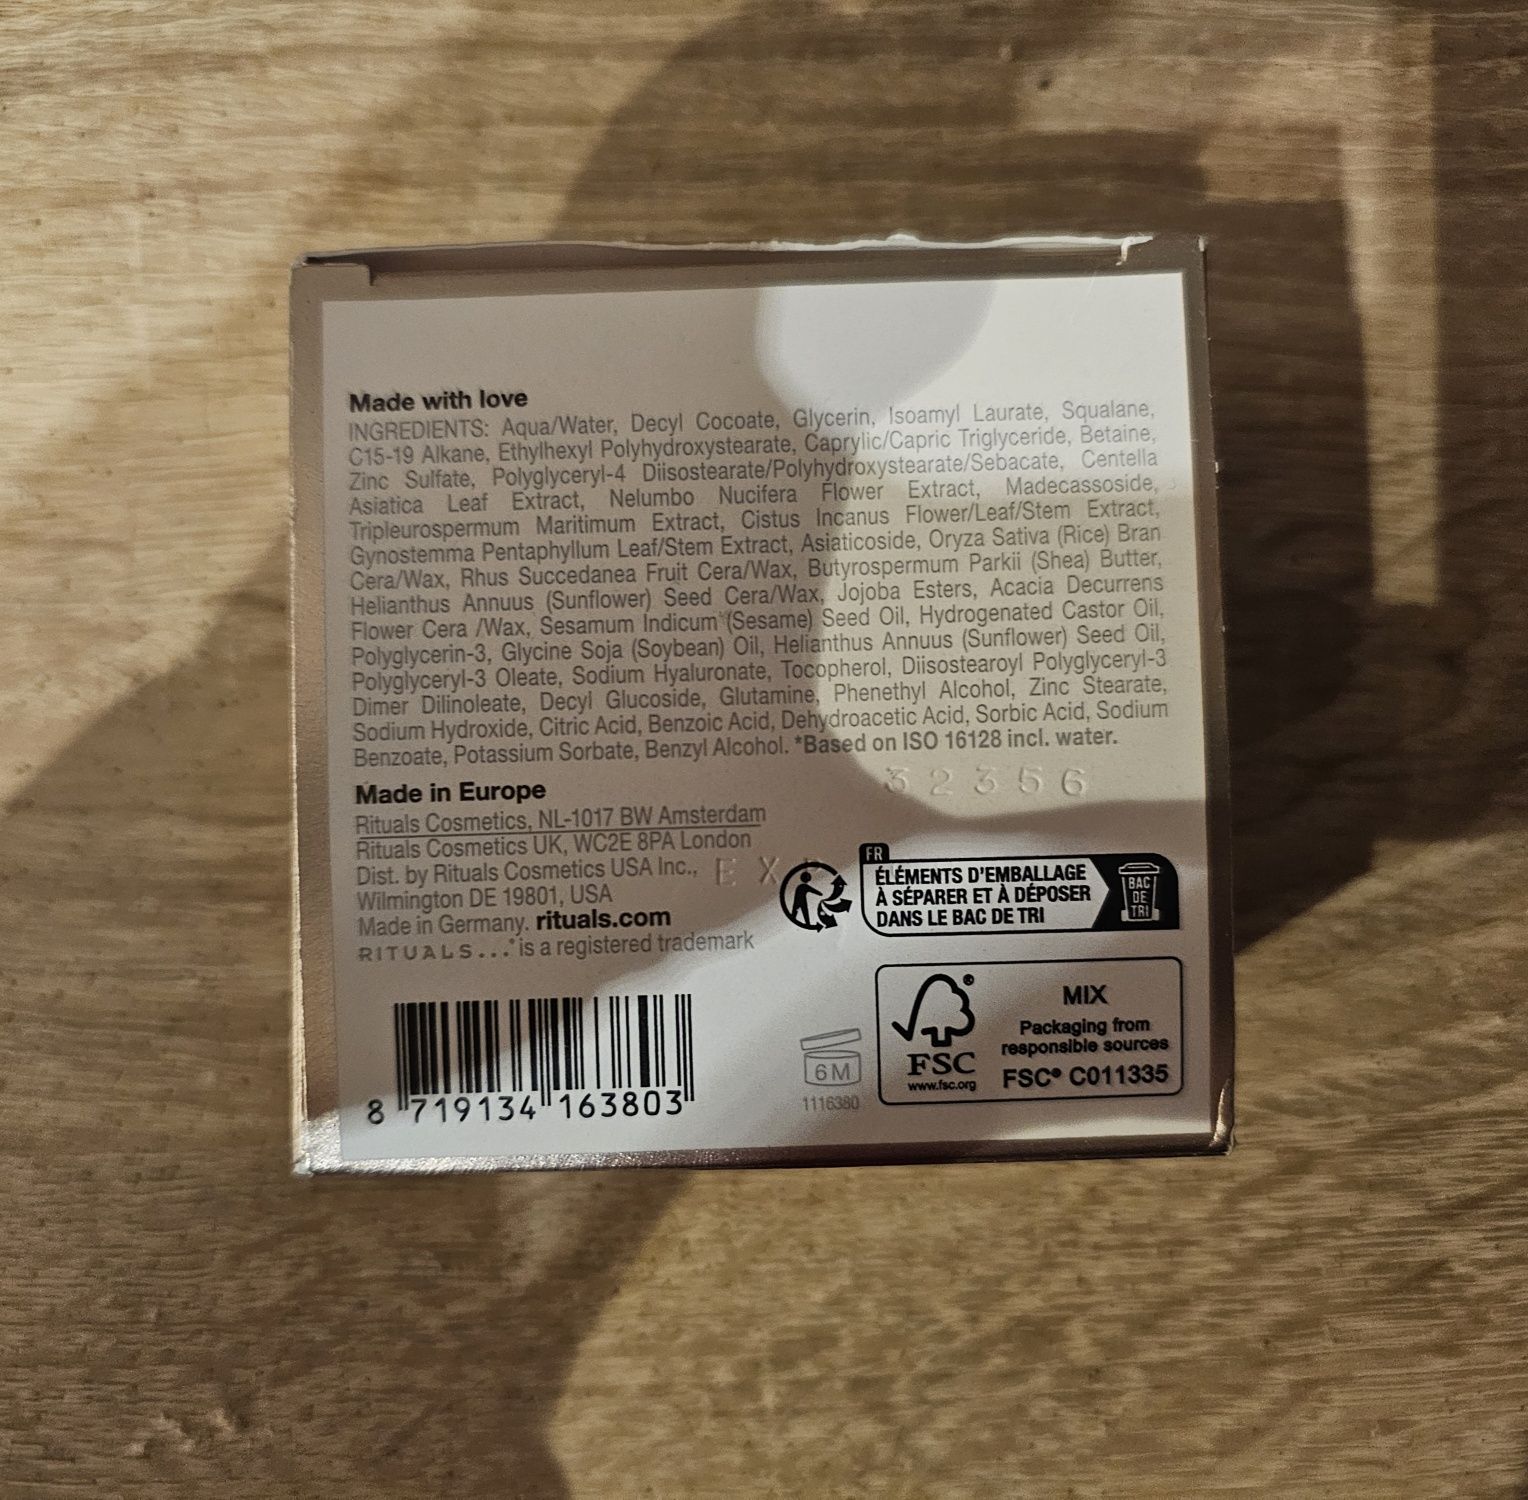 Made with love
INGREDIENTS: Aqua/Water, Decyl Cocoate, Glycerin, Isoamyl Laurate, Squalane,
C15-19 Alkane, Ethylhexyl Polyhydroxystearate, Caprylic/Capric Triglyceride, Betaine,
Zinc Sulfate, Polyglyceryl-4 Diisostearate/Polyhydroxystearate/Sebacate, Centella
Asiatica Leaf Extract, Nelumbo Nucifera Flower Extract, Madecassoside,
Tripleurospermum Maritimum Extract, Cistus Incanus Flower/Leaf/Stem Extract,
Gynostemma Pentaphyllum Leaf/Stem Extract, Asiaticoside, Oryza Sativa (Rice) Bran
Cera/Wax, Rhus Succedanea Fruit Cera/Wax, Butyrospermum Parkii (Shea) Butter,
Helianthus Annuus (Sunflower) Seed Cera/Wax, Jojoba Esters, Acacia Decurrens
Flower Cera /Wax, Sesamum Indicum (Sesame) Seed Oil, Hydrogenated Castor Oil,
Polyglycerin-3, Glycine Soja (Soybean) Oil, Helianthus Annuus (Sunflower) Seed Oil,
Polyglyceryl-3 Oleate, Sodium Hyaluronate, Tocopherol, Diisostearoyl Polyglyceryl-3
Dimer Dilinoleate, Decyl Glucoside, Glutamine, Phenethyl Alcohol, Zinc Stearate,
Sodium Hydroxide, Citric Acid, Benzoic Acid, Dehydroacetic Acid, Sorbic Acid, Sodium
Benzoate, Potassium Sorbate, Benzyl Alcohol. *Based on ISO 16128 incl. water.
32356
Made in Europe
Rituals Cosmetics, NL-1017 BW Amsterdam
Rituals Cosmetics UK, WC2E 8PA London
Dist. by Rituals Cosmetics USA Inc.,
Wilmington DE 19801, USA
Made in Germany. rituals.com
RITUALS...® is a registered trademark
FR
ÉLÉMENTS D'EMBALLAGE
À SÉPARER ET À DÉPOSER
DANS LE BAC DE TRI
BAC
DE
TRI
8 719134 163803
6M
1116380
FSC®
www.fsc.org
MIX
Packaging from
responsible sources
FSC® C011335